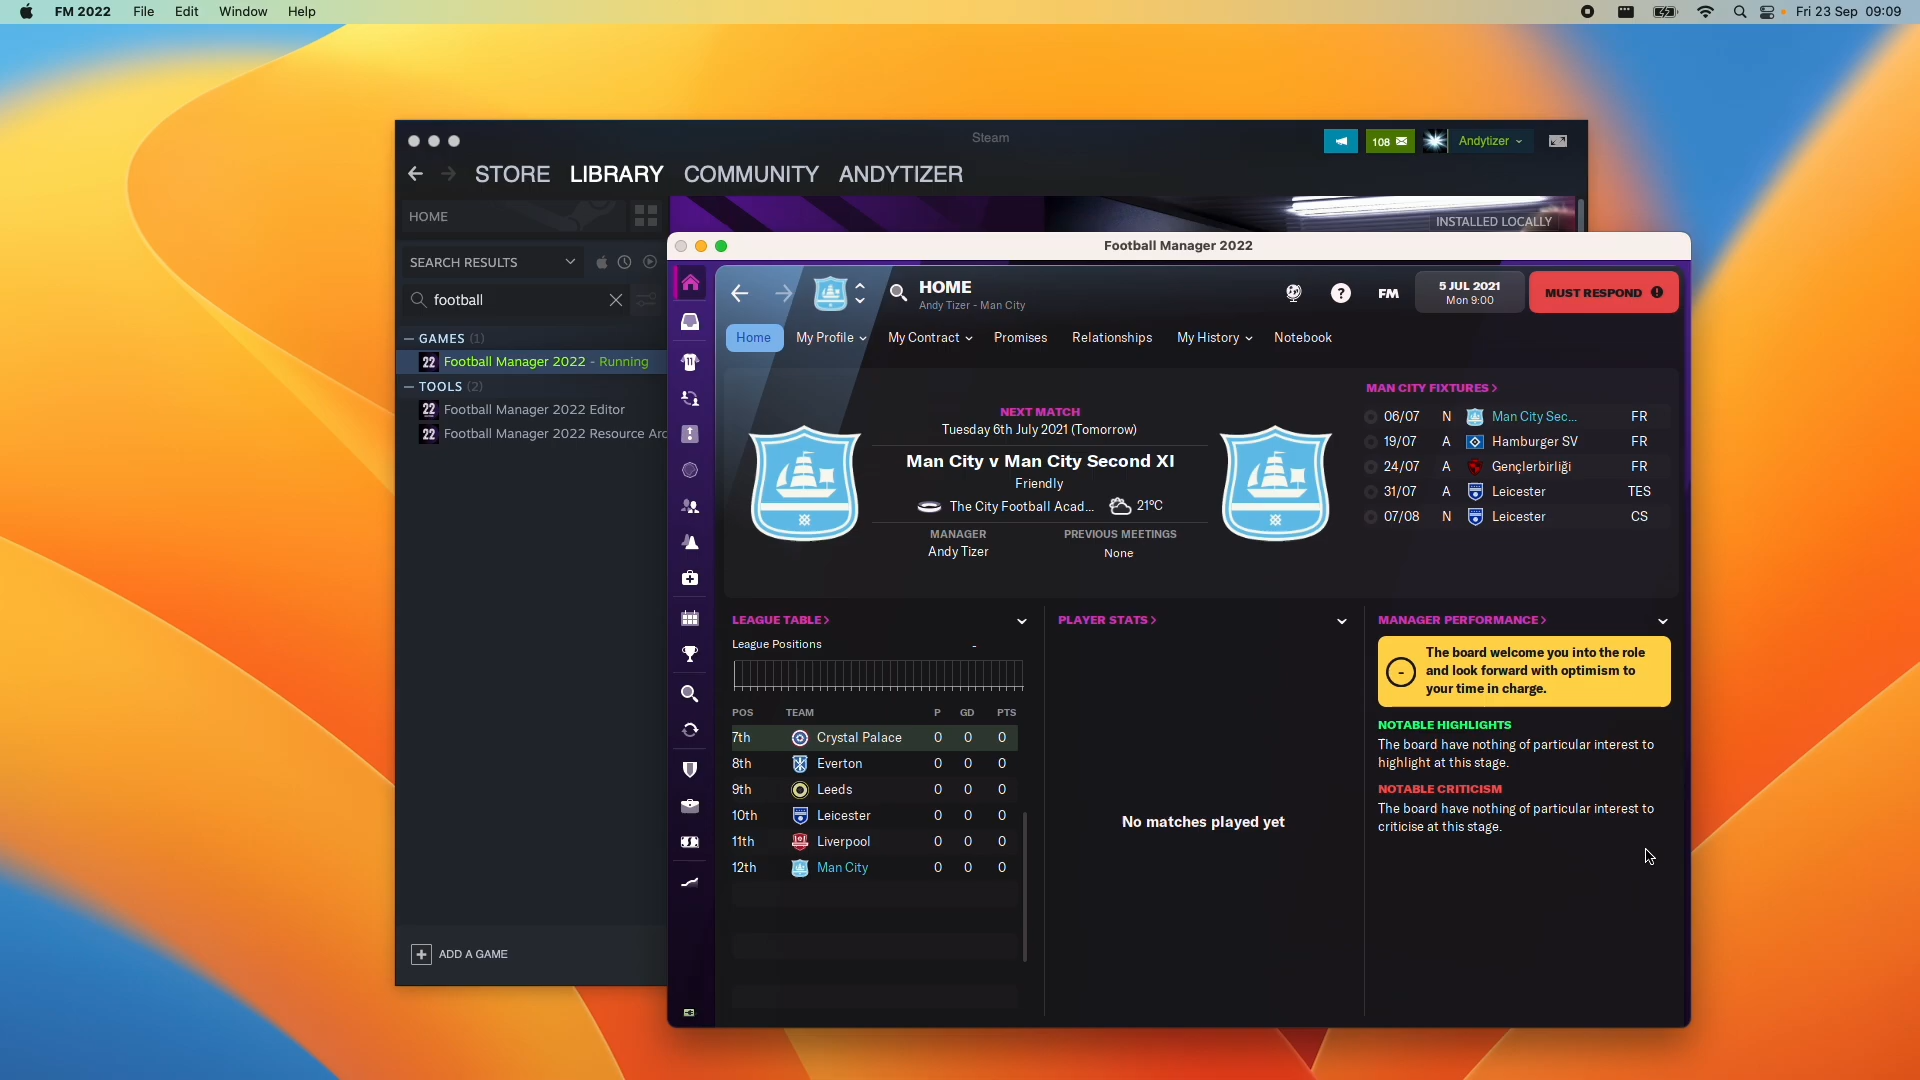 FM 2022 File Edit Window Help Fri 23 Sep 09:09
Steam
108 Andytizer
STORE LIBRARY COMMUNITY ANDYTIZER
HOME
INSTALLED LOCALLY
SEARCH RESULTS
football
GAMES (1)
22 Football Manager 2022 - Running
TOOLS (2)
22 Football Manager 2022 Editor
22 Football Manager 2022 Resource Arc
ADD A GAME
Football Manager 2022
HOME
Andy Tizer - Man City
FM
5 JUL 2021
Mon 9:00
MUST RESPOND
Home My Profile My Contract Promises Relationships My History Notebook
NEXT MATCH
Tuesday 6th July 2021 (Tomorrow)
Man City v Man City Second XI
Friendly
The City Football Acad... 21°C
MANAGER
Andy Tizer
PREVIOUS MEETINGS
None
MAN CITY FIXTURES >
06/07 N Man City Sec... FR
19/07 A Hamburger SV FR
24/07 A Gençlerbirliği FR
31/07 A Leicester TES
07/08 N Leicester CS
LEAGUE TABLE >
League Positions -
POS TEAM P GD PTS
7th Crystal Palace 0 0 0
8th Everton 0 0 0
9th Leeds 0 0 0
10th Leicester 0 0 0
11th Liverpool 0 0 0
12th Man City 0 0 0
PLAYER STATS >
No matches played yet
MANAGER PERFORMANCE >
The board welcome you into the role
and look forward with optimism to
your time in charge.
NOTABLE HIGHLIGHTS
The board have nothing of particular interest to
highlight at this stage.
NOTABLE CRITICISM
The board have nothing of particular interest to
criticise at this stage.